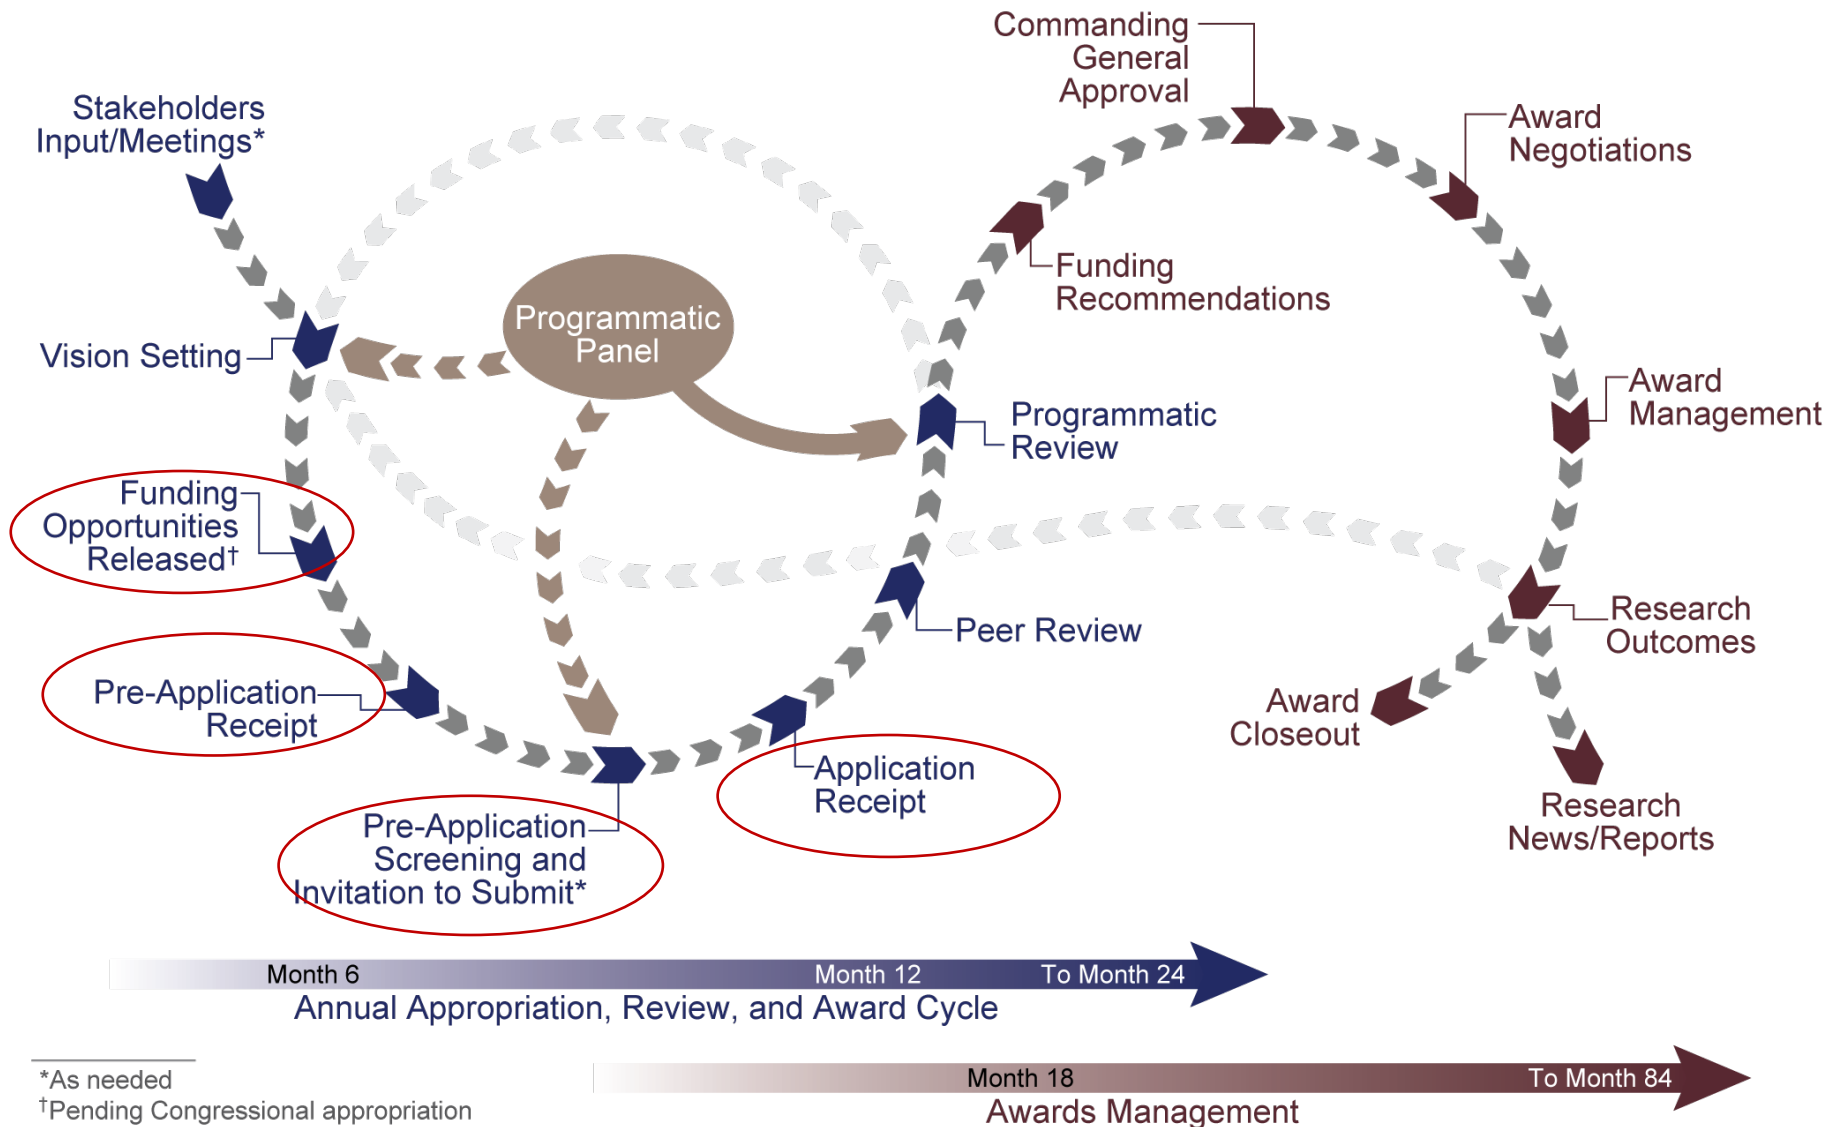 Stakeholders
Input/Meetings*
Vision Setting
Funding
Opportunities
Released†
Pre-Application
Receipt
Pre-Application
Screening and
Invitation to Submit*
Application
Receipt
Peer Review
Programmatic
Review
Programmatic
Panel
Funding
Recommendations
Commanding
General
Approval
Award
Negotiations
Award
Management
Research
Outcomes
Award
Closeout
Research
News/Reports
Month 6
Month 12
To Month 24
Annual Appropriation, Review, and Award Cycle
Month 18
To Month 84
Awards Management
*As needed
†Pending Congressional appropriation